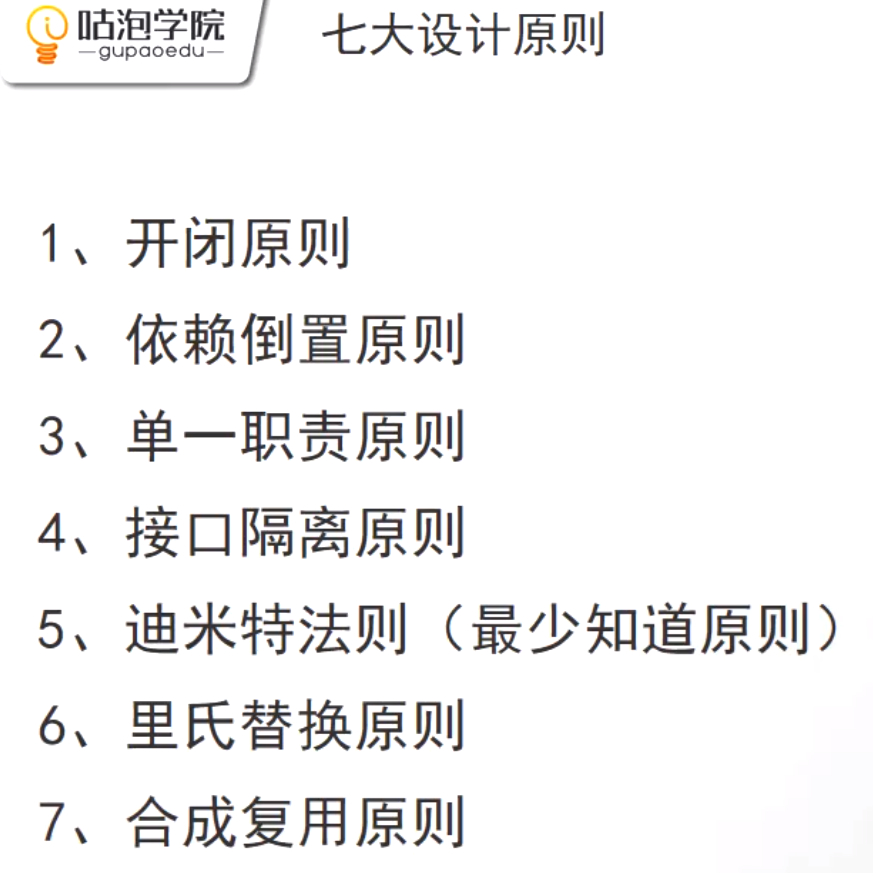 咕泡学院
—gupaoedu—
七大设计原则
1、开闭原则
2、依赖倒置原则
3、单一职责原则
4、接口隔离原则
5、迪米特法则（最少知道原则）
6、里氏替换原则
7、合成复用原则